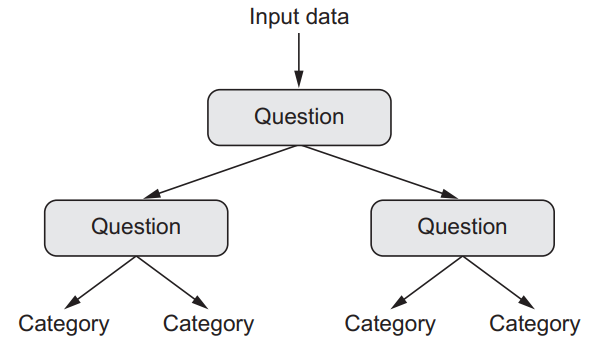 Input data
Question
Question
Question
Category
Category
Category
Category